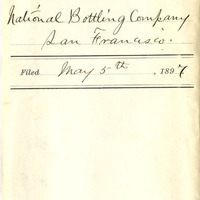 National Bottling Company
San Francisco.
Filed May 5th, 1897